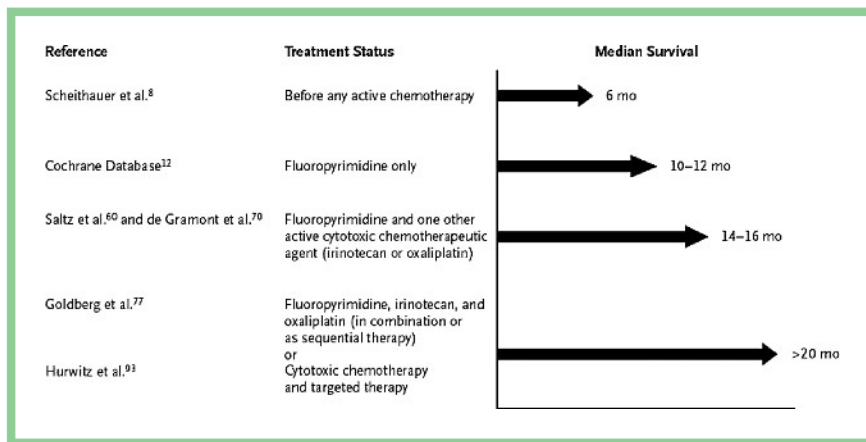 Reference Treatment Status Median Survival
Scheithauer et al.⁸ Before any active chemotherapy 6 mo
Cochrane Database¹² Fluoropyrimidine only 10–12 mo
Saltz et al.⁶⁰ and de Gramont et al.⁷⁰ Fluoropyrimidine and one other
active cytotoxic chemotherapeutic
agent (irinotecan or oxaliplatin)
14–16 mo
Goldberg et al.⁷⁷ Fluoropyrimidine, irinotecan, and
oxaliplatin (in combination or
as sequential therapy)
or
>20 mo
Hurwitz et al.⁹³ Cytotoxic chemotherapy
and targeted therapy